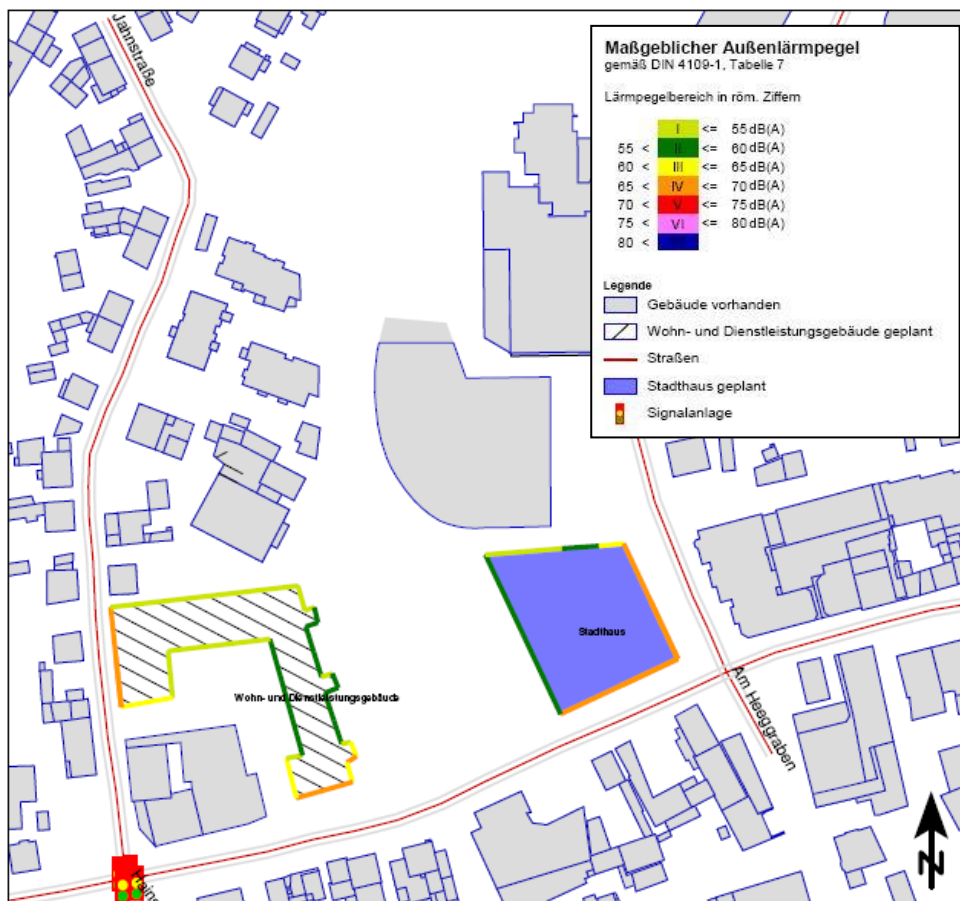 Maßgeblicher Außenlärmpegel
gemäß DIN 4109-1, Tabelle 7
Lärmpegelbereich in röm. Ziffern
I <= 55 dB(A)
55 < II <= 60 dB(A)
60 < III <= 65 dB(A)
65 < IV <= 70 dB(A)
70 < V <= 75 dB(A)
75 < VI <= 80 dB(A)
80 <
Legende
Gebäude vorhanden
Wohn- und Dienstleistungsgebäude geplant
Straßen
Stadthaus geplant
Signalanlage
Jahnstraße
Stadthaus
Wohn- und Dienstleistungsgebäude
Am Heeggraben
N